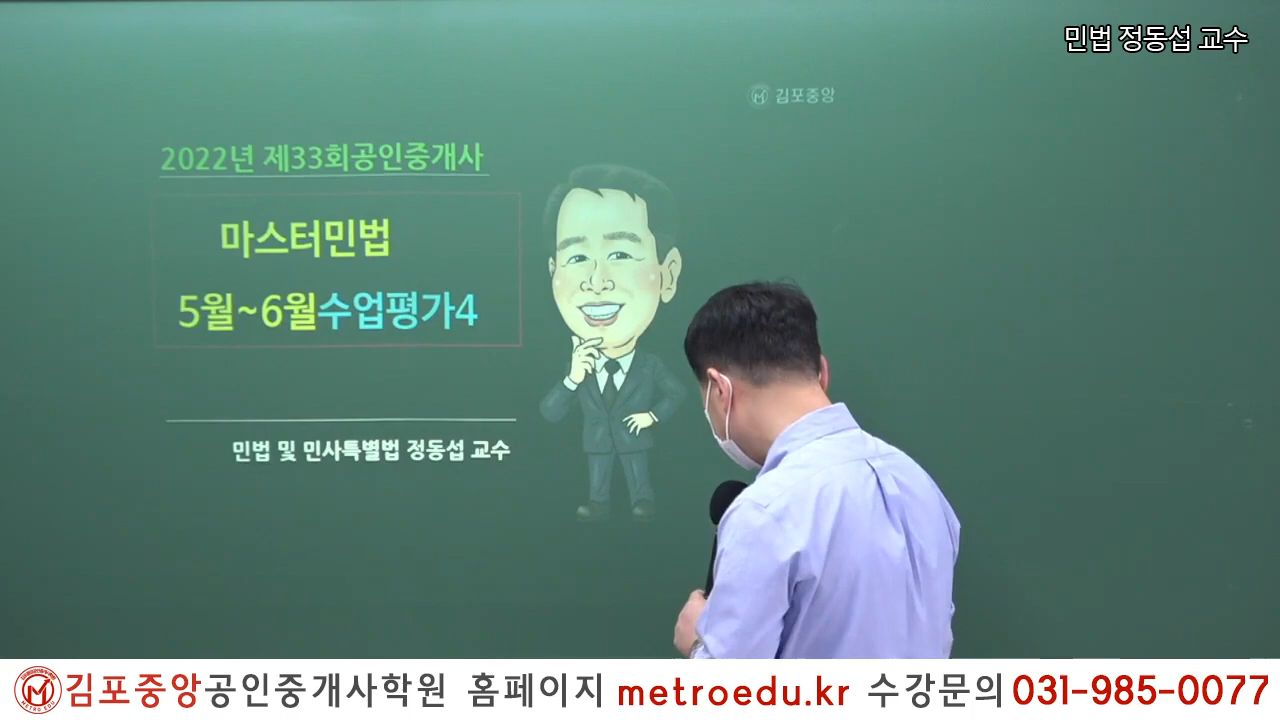 민법 정동섭 교수
김포중앙
2022년 제33회공인중개사
마스터민법
5월~6월수업평가4
민법 및 민사특별법 정동섭 교수
김포중앙공인중개사학원 홈페이지 metroedu.kr 수강문의 031-985-0077
METRO EDU